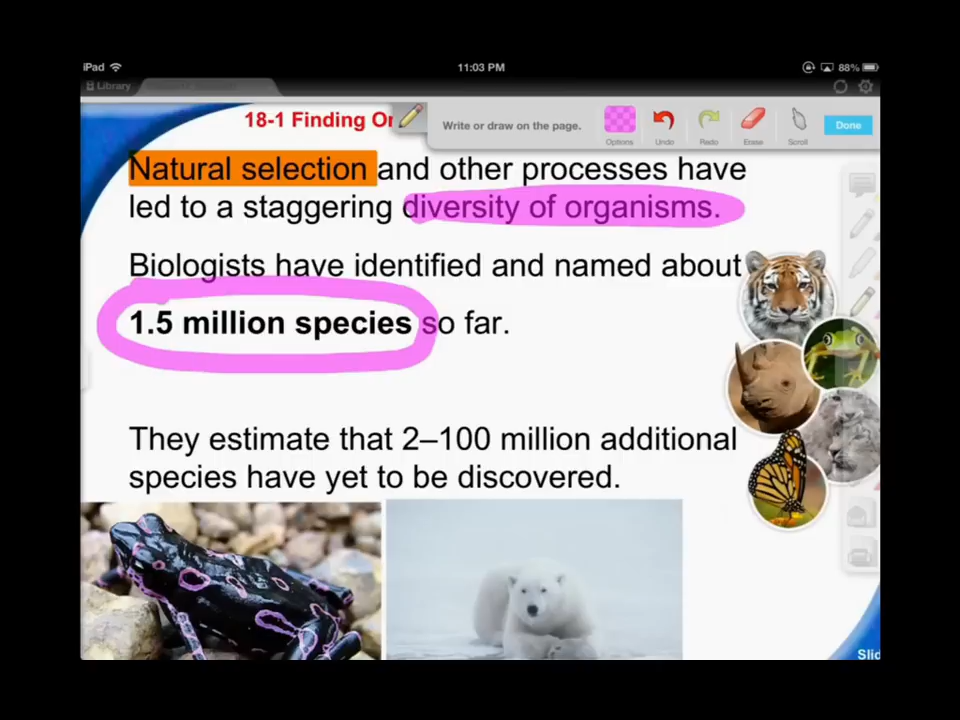 iPad 11:03 PM 88%
Library
18-1 Finding Or
Write or draw on the page.
Options Undo Redo Erase Scroll Done
Natural selection and other processes have
led to a staggering diversity of organisms.
Biologists have identified and named about
1.5 million species so far.
They estimate that 2–100 million additional
species have yet to be discovered.
Slid